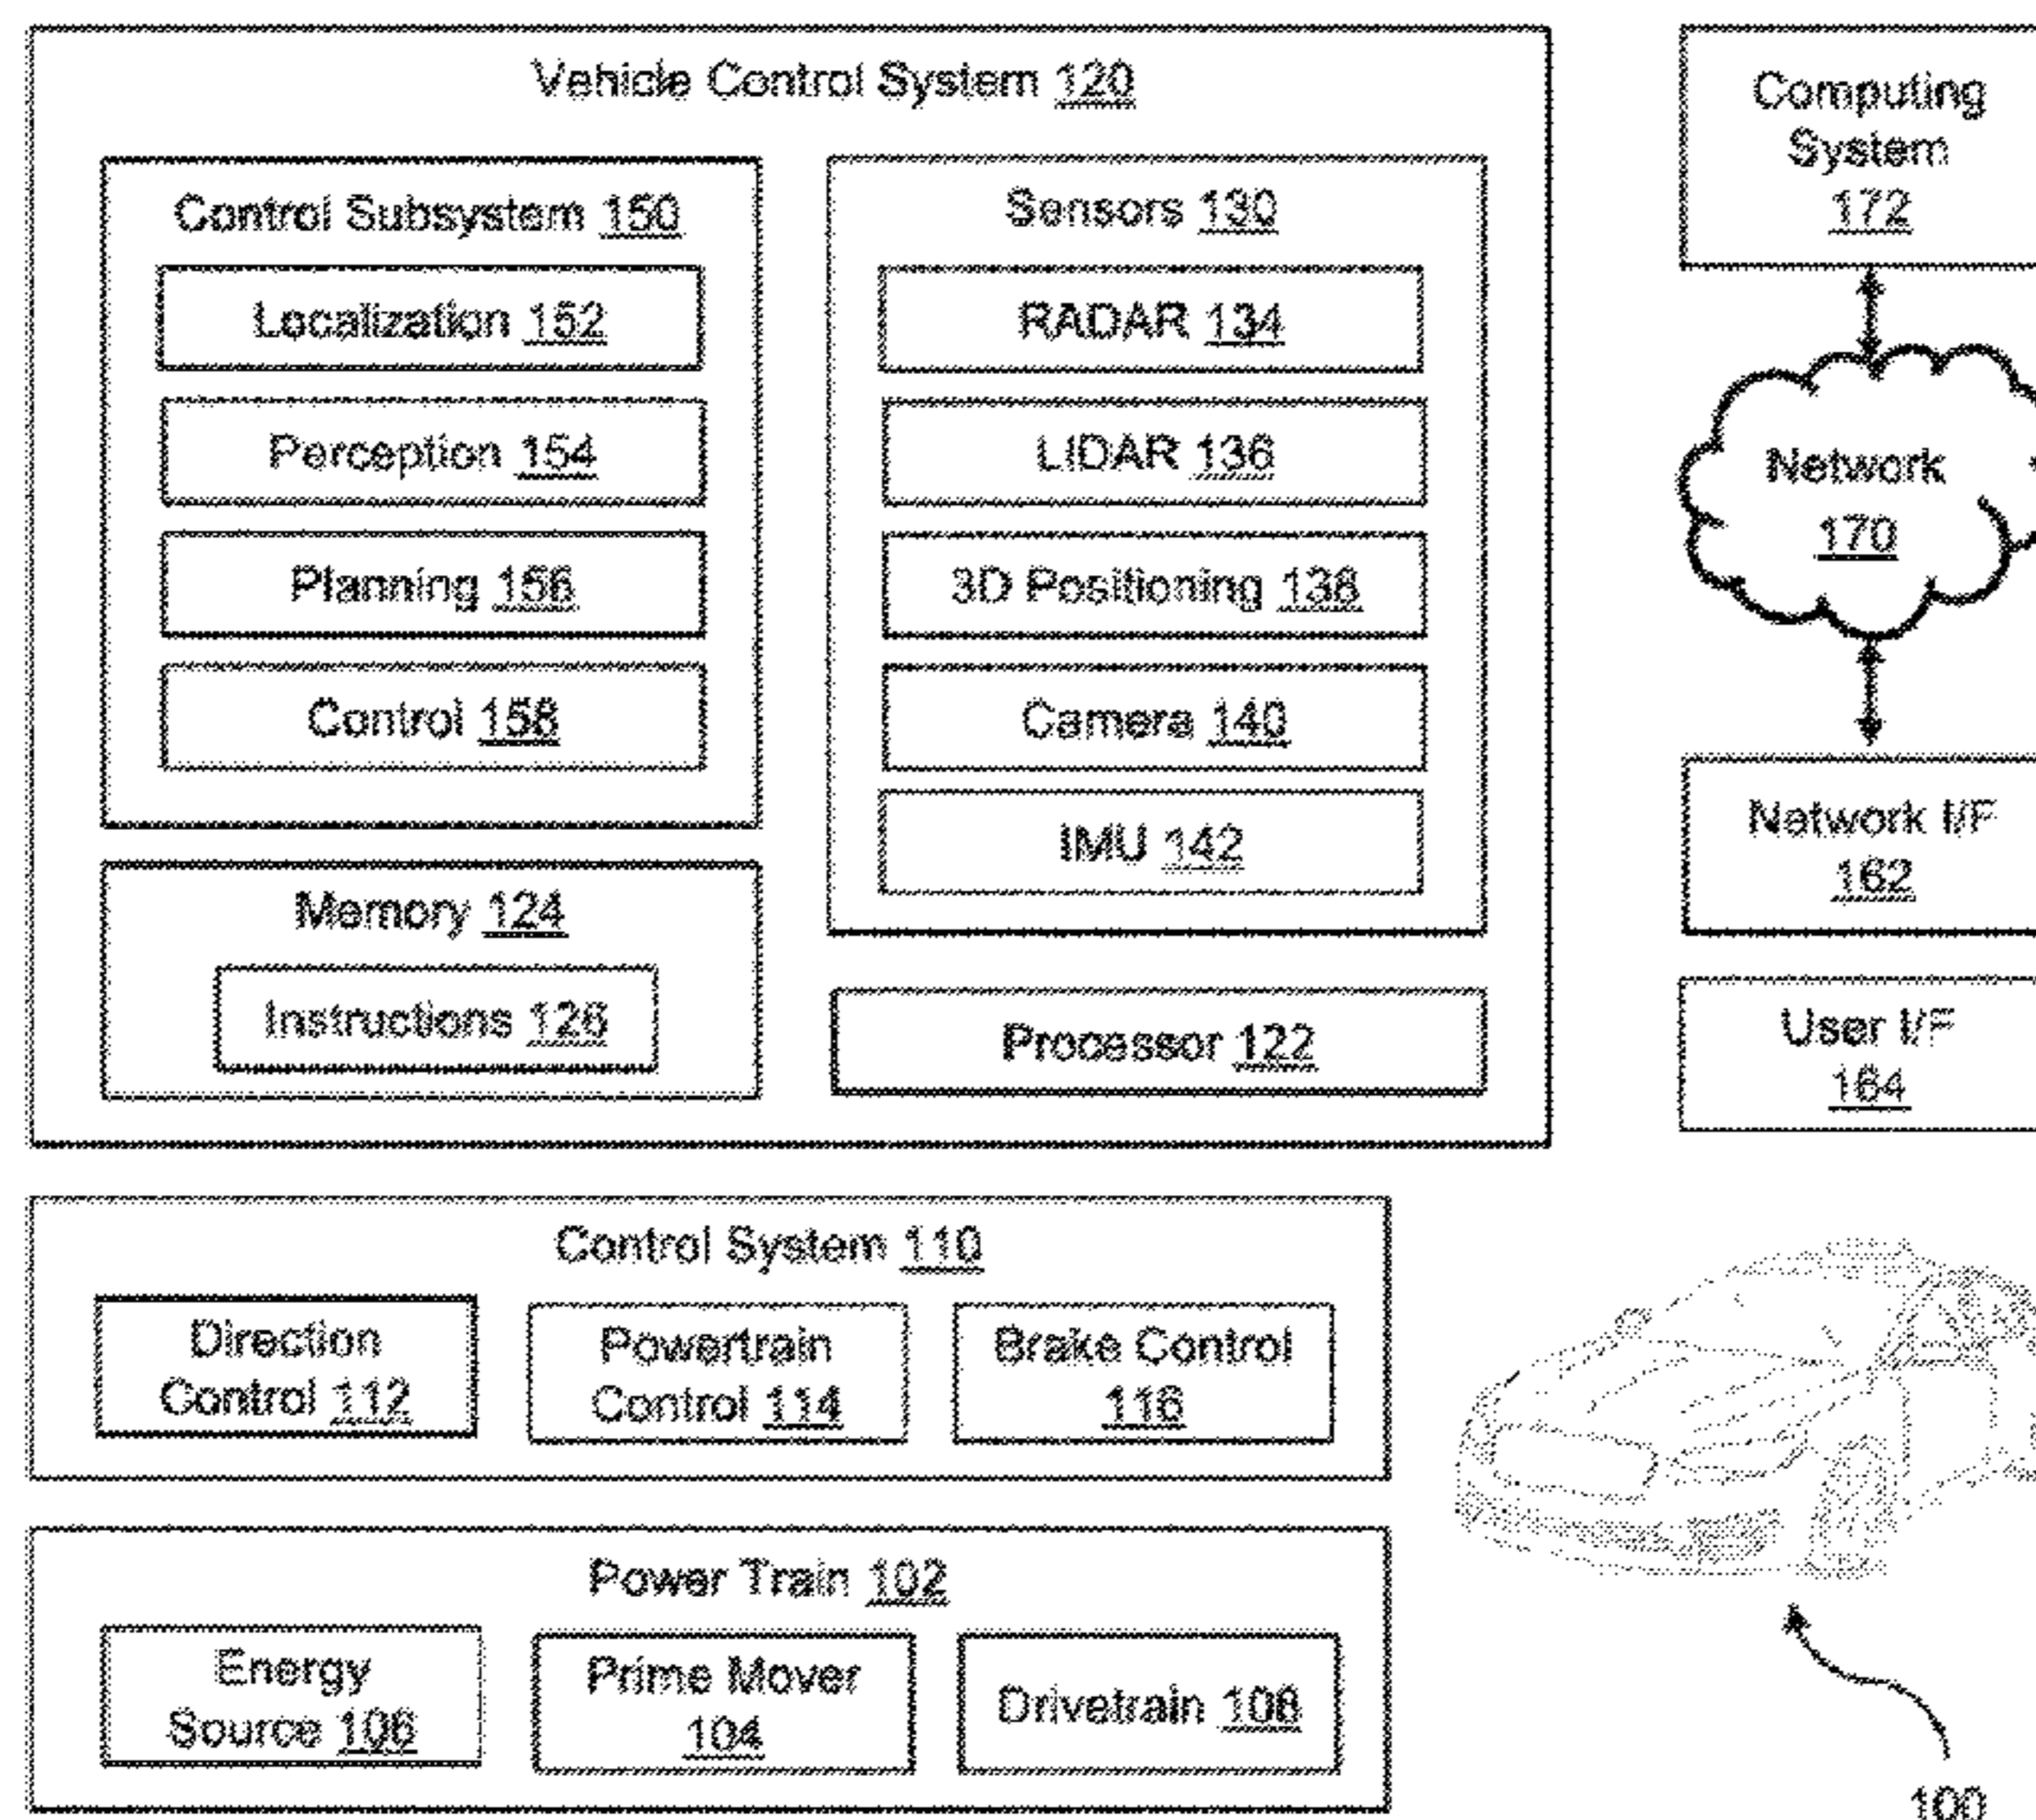 Vehicle Control System 120
Control Subsystem 150
Localization 152
Perception 154
Planning 156
Control 158
Memory 124
Instructions 126
Sensors 130
RADAR 134
LIDAR 136
3D Positioning 138
Camera 140
IMU 142
Processor 122
Computing
System
172
Network
170
Network I/F
162
User I/F
164
Control System 110
Direction
Control 112
Powertrain
Control 114
Brake Control
116
Power Train 102
Energy
Source 106
Prime Mover
104
Drivetrain 108
100